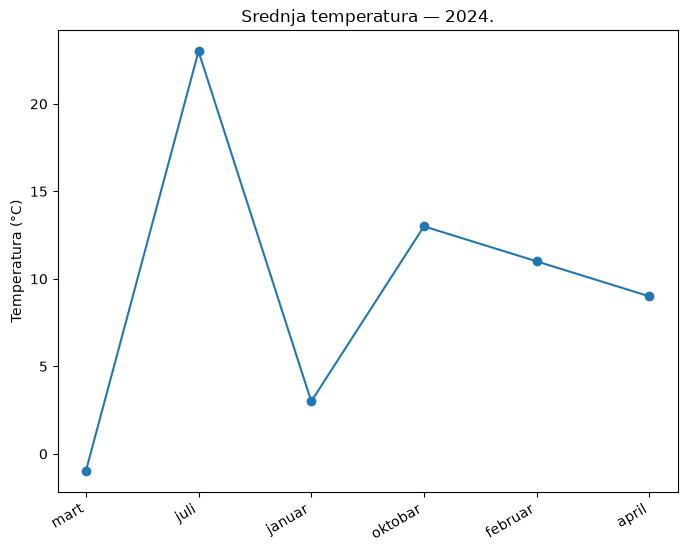 Srednja temperatura — 2024.
Temperatura (°C)
20
15
10
5
0
mart
juli
januar
oktobar
februar
april